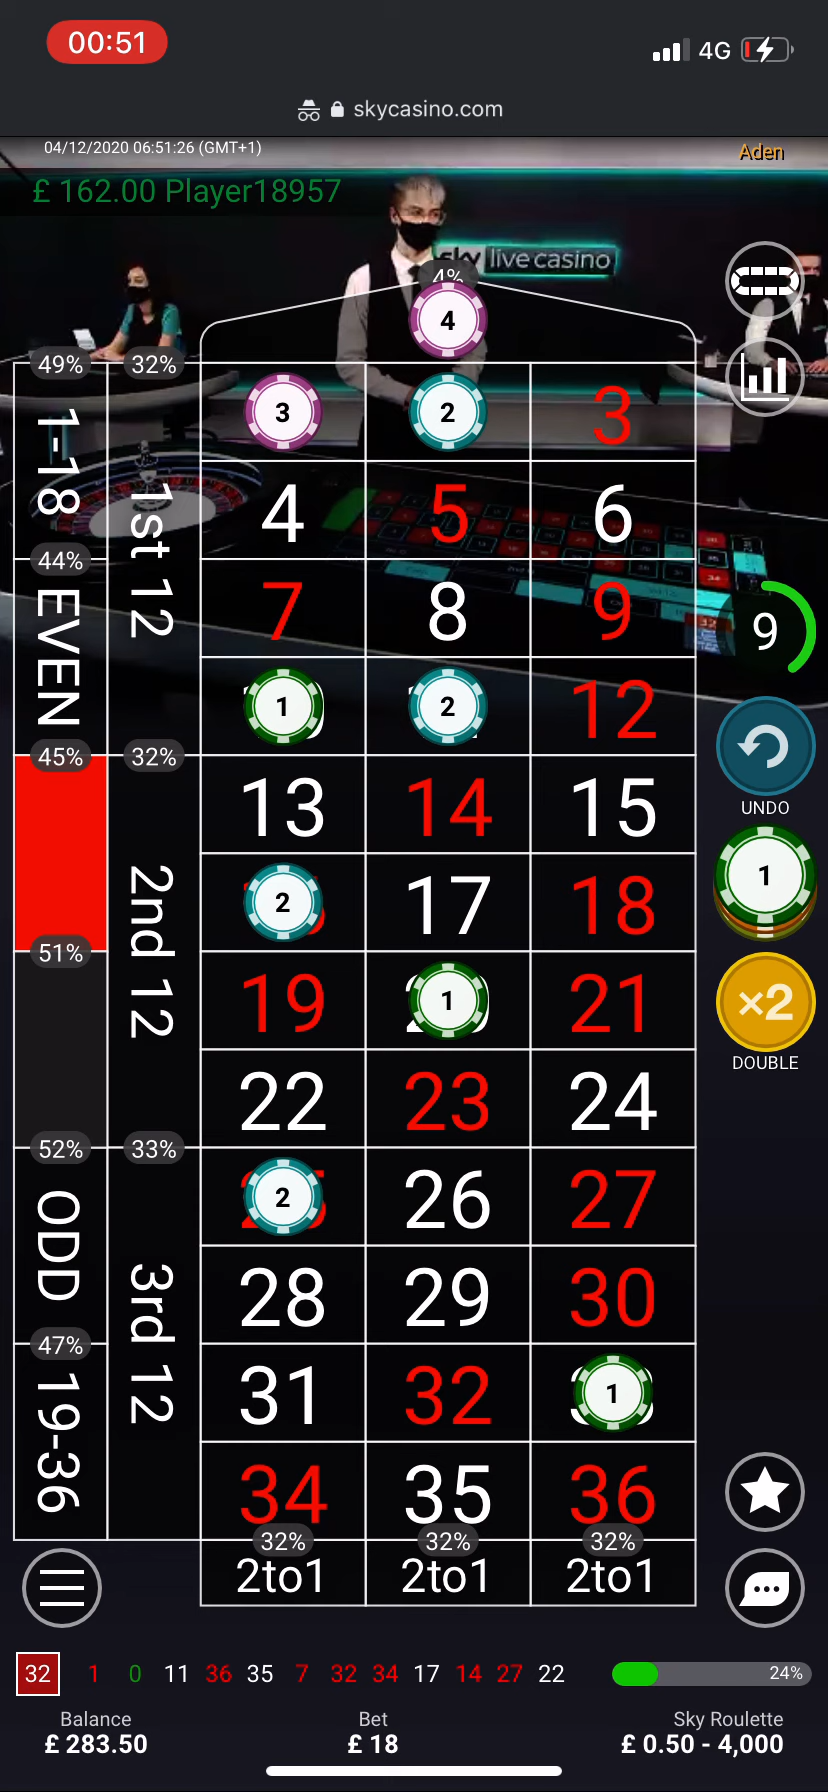 00:51
4G
skycasino.com
04/12/2020 06:51:26 (GMT+1)
Aden
£ 162.00 Player18957
sky live casino
4%
4
49%
32%
1-18
1st 12
3
2
3
4
5
6
44%
EVEN
7
8
9
9
1
2
12
45%
32%
UNDO
13
14
15
2nd 12
2
17
18
1
51%
19
1
21
×2
DOUBLE
22
23
24
52%
33%
ODD
3rd 12
2
26
27
28
29
30
47%
19-36
31
32
1
34
35
36
32%
32%
32%
2to1
2to1
2to1
32 1 0 11 36 35 7 32 34 17 14 27 22
24%
Balance
Bet
Sky Roulette
£ 283.50
£ 18
£ 0.50 - 4,000